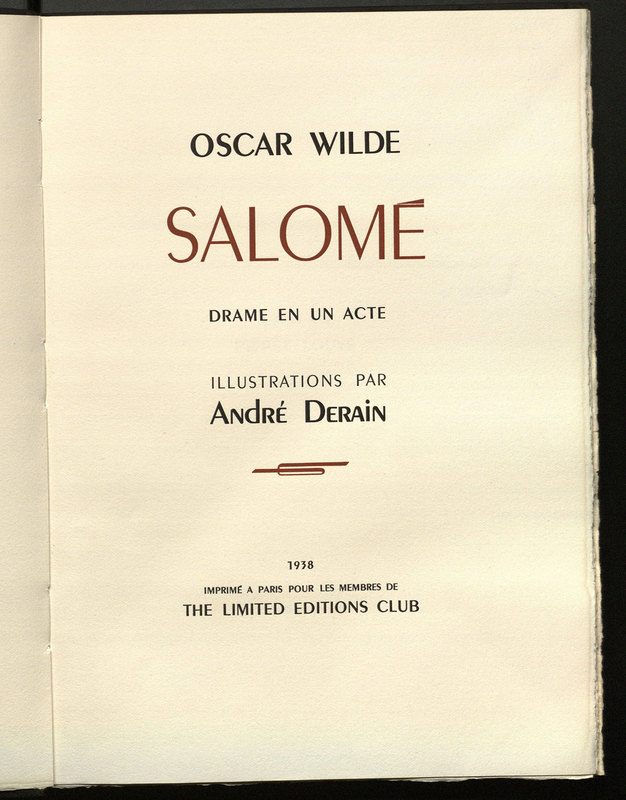 OSCAR WILDE
SALOMÉ
DRAME EN UN ACTE
ILLUSTRATIONS PAR
ANdRÉ DERAiN
1938
IMPRIMÉ A PARIS POUR LES MEMBRES DE
THE LIMITED EDITIONS CLUB